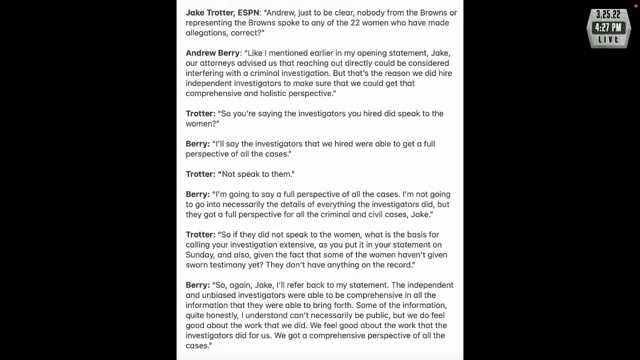 Jake Trotter, ESPN: "Andrew, just to be clear, nobody from the Browns or
representing the Browns spoke to any of the 22 women who have made
allegations, correct?"
Andrew Berry: "Like I mentioned earlier in my opening statement, Jake,
our attorneys advised us that reaching out directly could be considered
interfering with a criminal investigation. But that's the reason we did hire
independent investigators to make sure that we could get that
comprehensive and holistic perspective."
Trotter: "So you're saying the investigators you hired did speak to the
women?"
Berry: "I'll say the investigators that we hired were able to get a full
perspective of all the cases."
Trotter: "Not speak to them."
Berry: "I'm going to say a full perspective of all the cases. I'm not going
to go into necessarily the details of everything the investigators did, but
they got a full perspective for all the criminal and civil cases, Jake."
Trotter: "So if they did not speak to the women, what is the basis for
calling your investigation extensive, as you put it in your statement on
Sunday, and also, given the fact that some of the women haven't given
sworn testimony yet? They don't have anything on the record."
Berry: "So, again, Jake, I'll refer back to my statement. The independent
and unbiased investigators were able to be comprehensive in all the
information that they were able to bring forth. Some of the information,
quite honestly, I understand can't necessarily be public, but we do feel
good about the work that we did. We feel good about the work that the
investigators did for us. We got a comprehensive perspective of all the
cases."
3.25.22
4:27 PM
LIVE